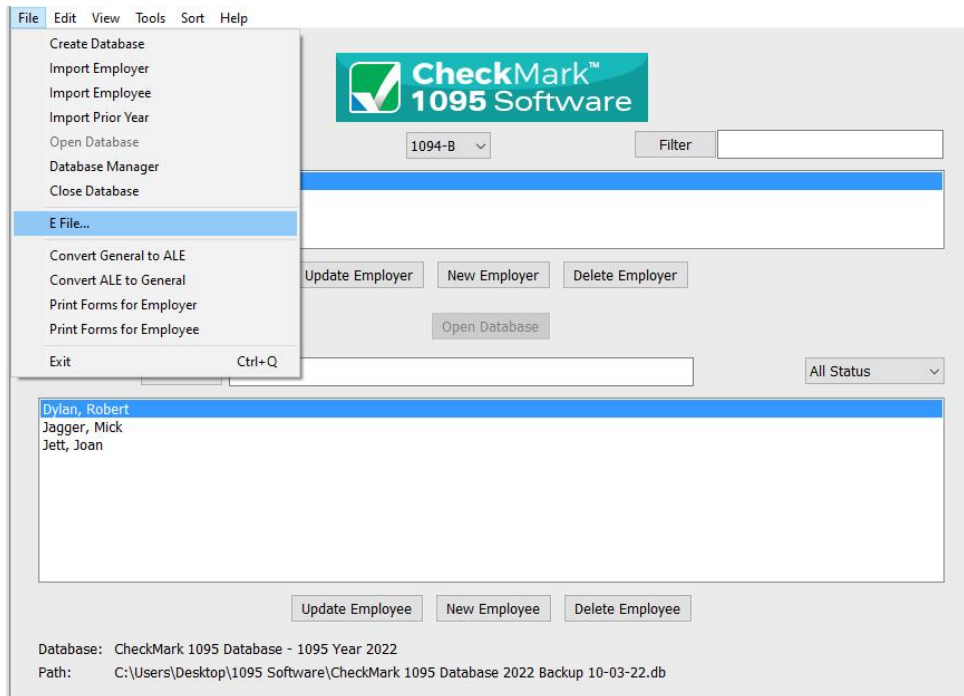 File Edit View Tools Sort Help
Create Database
Import Employer
Import Employee
Import Prior Year
Open Database
Database Manager
Close Database
E File...
Convert General to ALE
Convert ALE to General
Print Forms for Employer
Print Forms for Employee
Exit Ctrl+Q
CheckMark™
1095 Software
1094-B Filter
Update Employer New Employer Delete Employer
Open Database
All Status
Dylan, Robert
Jagger, Mick
Jett, Joan
Update Employee New Employee Delete Employee
Database: CheckMark 1095 Database - 1095 Year 2022
Path: C:\Users\Desktop\1095 Software\CheckMark 1095 Database 2022 Backup 10-03-22.db